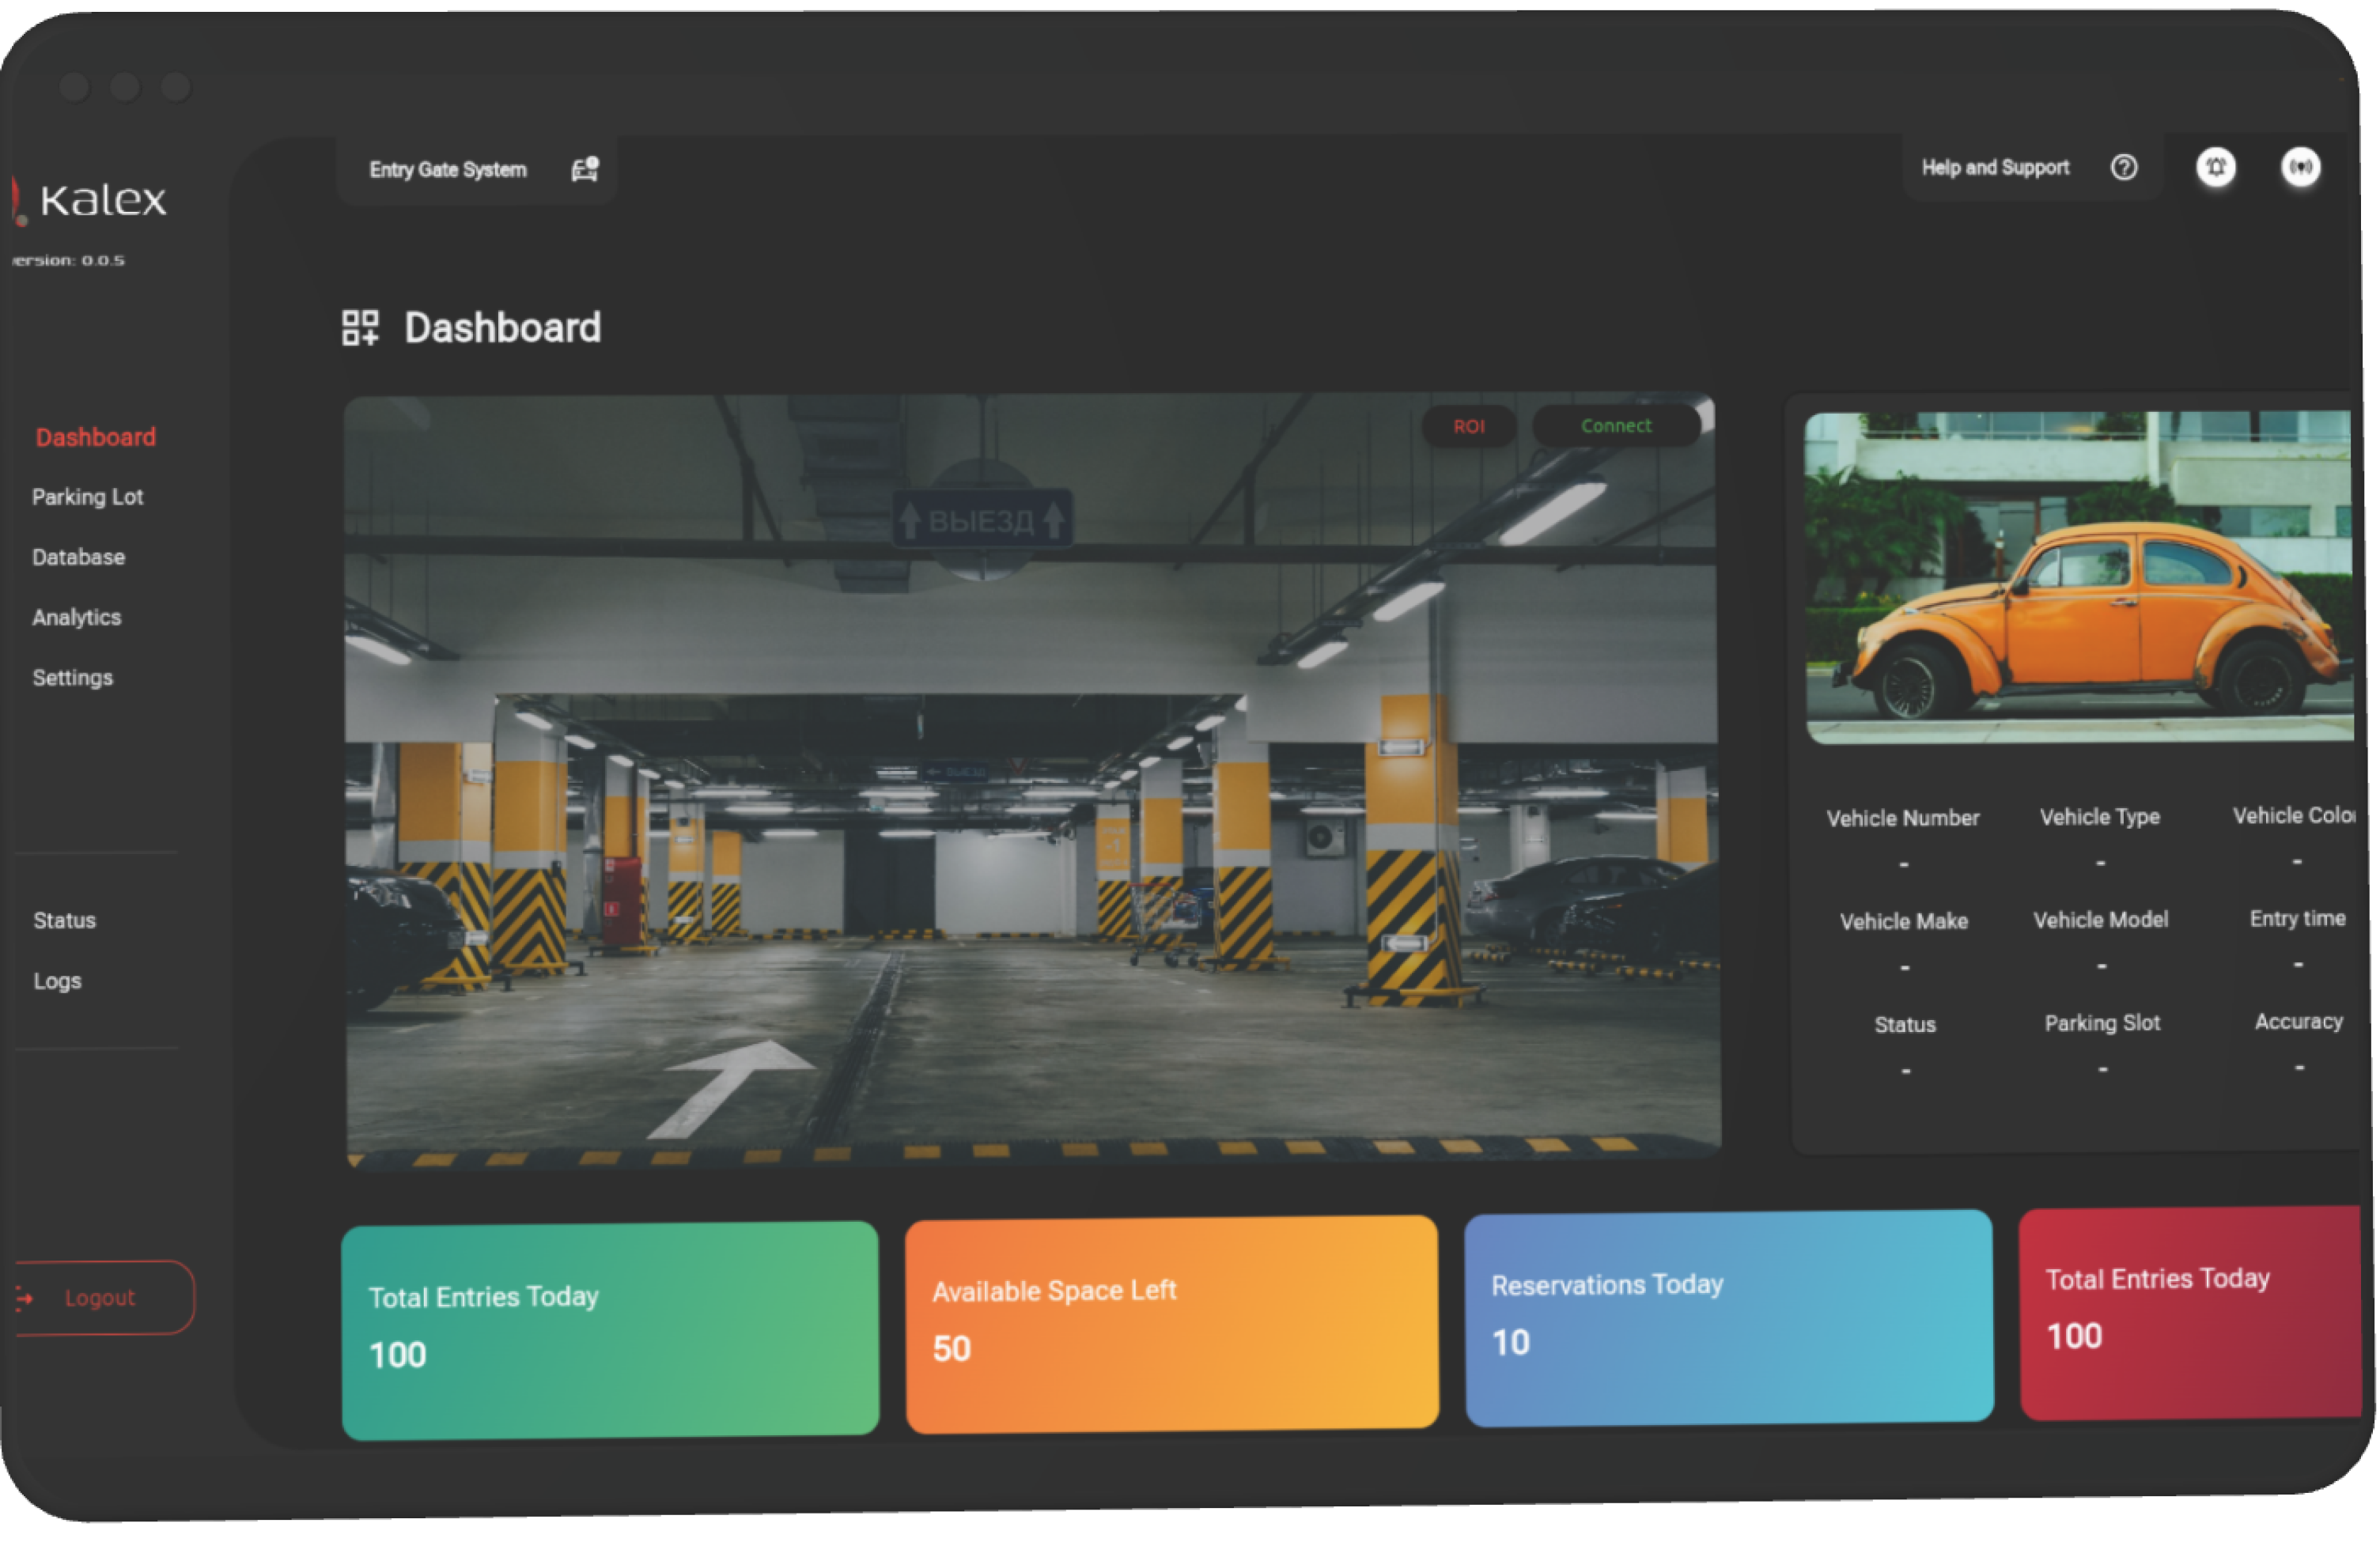 Entry Gate System
Help and Support
Kalex
version: 0.0.5
Dashboard
Dashboard
Parking Lot
Database
Analytics
Settings
Status
Logs
Logout
ROI
Connect
ВЫЕЗД
Vehicle Number
Vehicle Type
Vehicle Color
-
-
-
Vehicle Make
Vehicle Model
Entry time
-
-
-
Status
Parking Slot
Accuracy
-
-
-
Total Entries Today
100
Available Space Left
50
Reservations Today
10
Total Entries Today
100